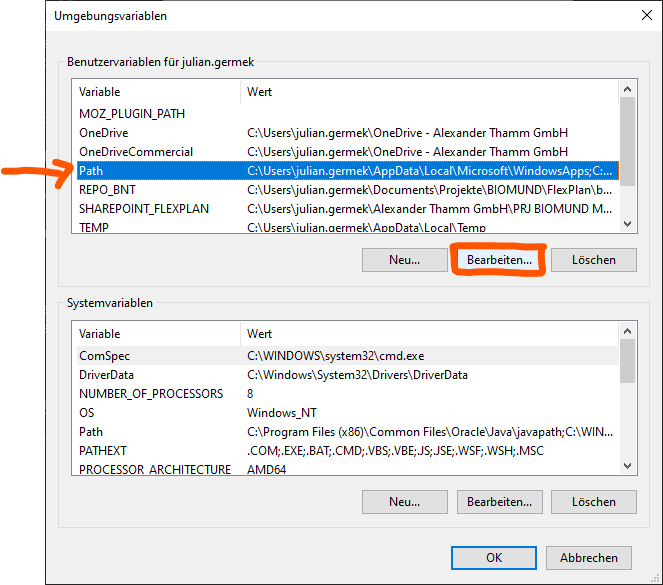 Umgebungsvariablen
Benutzervariablen für julian.germek
Variable Wert
MOZ_PLUGIN_PATH
OneDrive C:\Users\julian.germek\OneDrive - Alexander Thamm GmbH
OneDriveCommercial C:\Users\julian.germek\OneDrive - Alexander Thamm GmbH
Path C:\Users\julian.germek\AppData\Local\Microsoft\WindowsApps;C:...
REPO_BNT C:\Users\julian.germek\Documents\Projekte\BIOMUND\FlexPlan\b...
SHAREPOINT_FLEXPLAN C:\Users\julian.germek\Alexander Thamm GmbH\PRJ BIOMUND M...
TEMP C:\Users\julian.germek\AppData\Local\Temp
Neu... Bearbeiten... Löschen
Systemvariablen
Variable Wert
ComSpec C:\WINDOWS\system32\cmd.exe
DriverData C:\Windows\System32\Drivers\DriverData
NUMBER_OF_PROCESSORS 8
OS Windows_NT
Path C:\Program Files (x86)\Common Files\Oracle\Java\javapath;C:\WIN...
PATHEXT .COM;.EXE;.BAT;.CMD;.VBS;.VBE;.JS;.JSE;.WSF;.WSH;.MSC
PROCESSOR_ARCHITECTURE AMD64
Neu... Bearbeiten... Löschen
OK Abbrechen